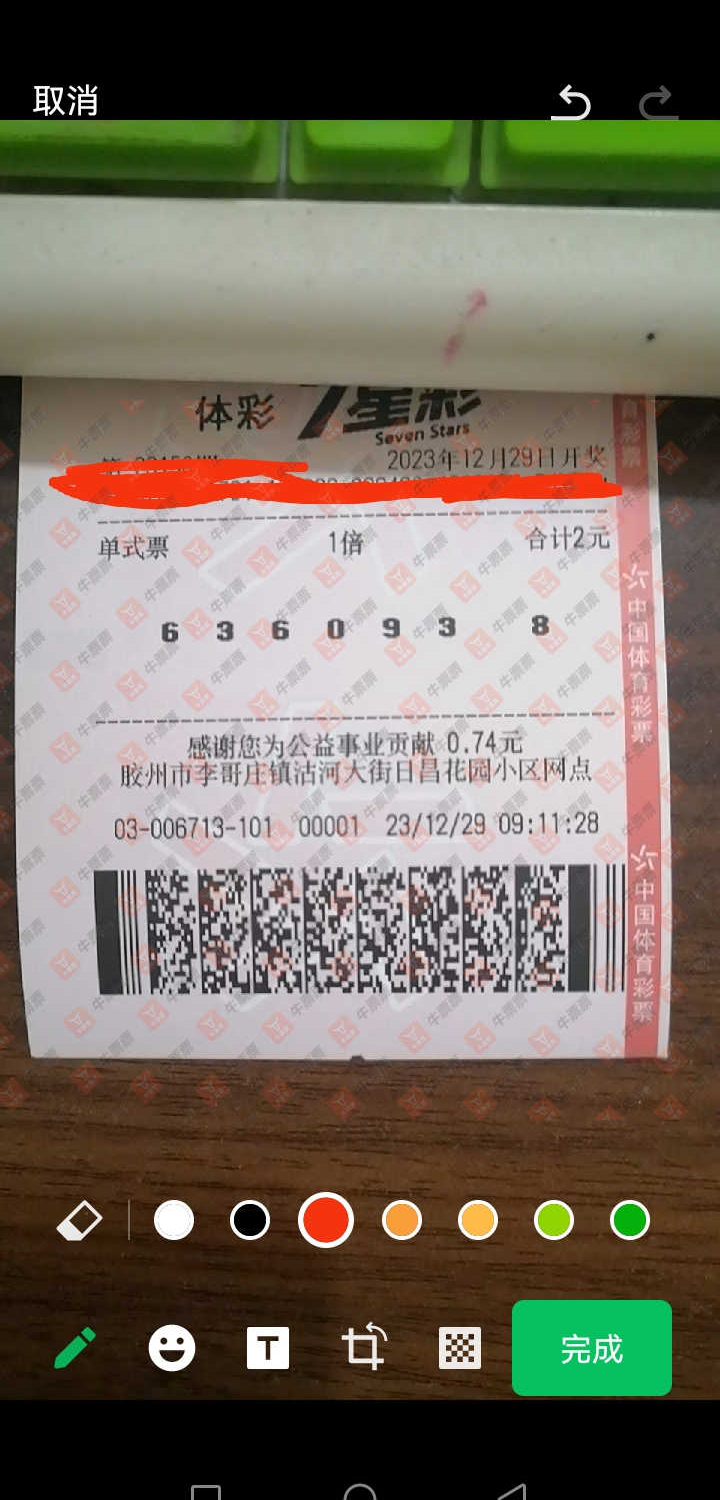 取消
体彩 7星彩
Seven Stars
2023年12月29日开奖
单式票 1倍 合计2元
6 3 6 0 9 3 8
感谢您为公益事业贡献 0.74元
胶州市李哥庄镇沽河大街日昌花园小区网点
03-006713-101 00001 23/12/29 09:11:28
中国体育彩票
中国体育彩票
牛票票
T
完成